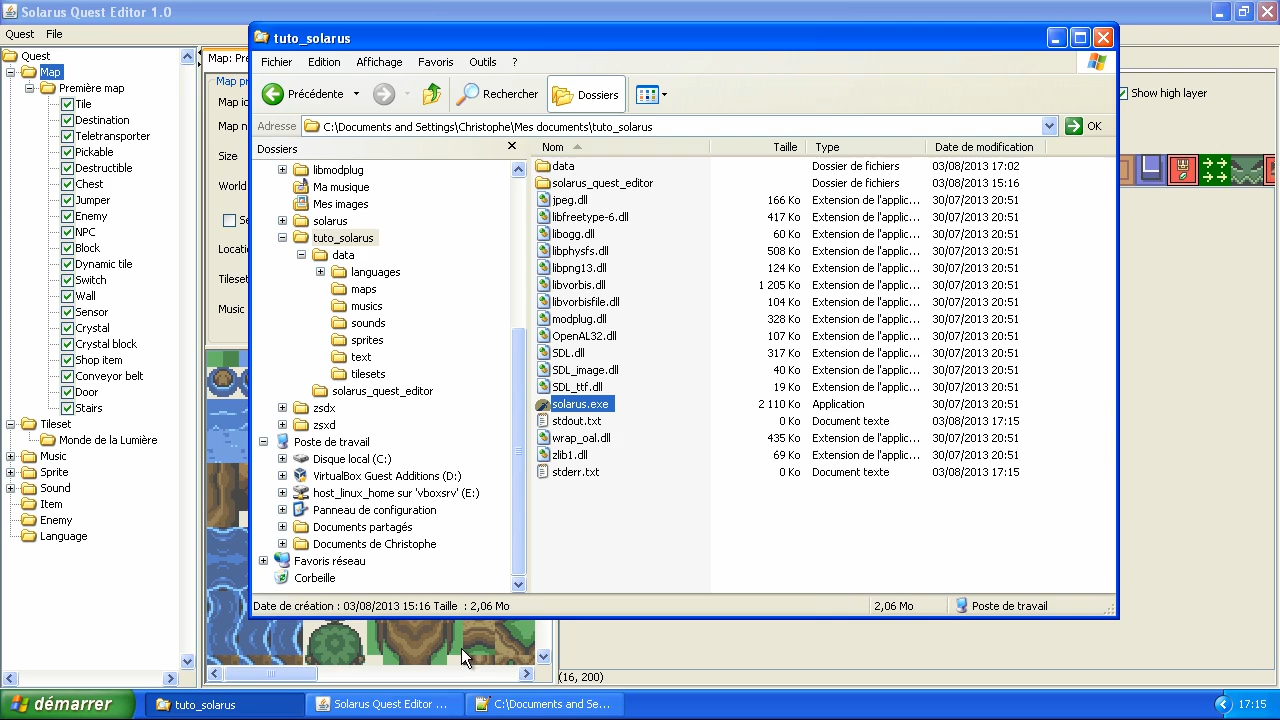 Solarus Quest Editor 1.0
Quest File
Quest
Map
Première map
Tile
Destination
Teletransporter
Pickable
Destructible
Chest
Jumper
Enemy
NPC
Block
Dynamic tile
Switch
Wall
Sensor
Crystal
Crystal block
Shop item
Conveyor belt
Door
Stairs
Tileset
Monde de la Lumière
Music
Sprite
Sound
Item
Enemy
Language
Map: Pre
Map pr
Map io
Map n
Size
World
Se
Locati
Tileset
Music
Show high layer
(16, 200)
tuto_solarus
Fichier Edition Affichage Favoris Outils ?
Précédente Rechercher Dossiers
Adresse C:\Documents and Settings\Christophe\Mes documents\tuto_solarus OK
Dossiers
libmodplug
Ma musique
Mes images
solarus
tuto_solarus
data
languages
maps
musics
sounds
sprites
text
tilesets
solarus_quest_editor
zsdx
zsxd
Poste de travail
Disque local (C:)
VirtualBox Guest Additions (D:)
host_linux_home sur 'vboxsrv' (E:)
Panneau de configuration
Documents partagés
Documents de Christophe
Favoris réseau
Corbeille
Nom Taille Type Date de modification
data Dossier de fichiers 03/08/2013 17:02
solarus_quest_editor Dossier de fichiers 03/08/2013 15:16
jpeg.dll 166 Ko Extension de l'applic... 30/07/2013 20:51
libfreetype-6.dll 417 Ko Extension de l'applic... 30/07/2013 20:51
libogg.dll 60 Ko Extension de l'applic... 30/07/2013 20:51
libphysfs.dll 508 Ko Extension de l'applic... 30/07/2013 20:51
libpng13.dll 124 Ko Extension de l'applic... 30/07/2013 20:51
libvorbis.dll 1 205 Ko Extension de l'applic... 30/07/2013 20:51
libvorbisfile.dll 104 Ko Extension de l'applic... 30/07/2013 20:51
modplug.dll 328 Ko Extension de l'applic... 30/07/2013 20:51
OpenAL32.dll 107 Ko Extension de l'applic... 30/07/2013 20:51
SDL.dll 317 Ko Extension de l'applic... 30/07/2013 20:51
SDL_image.dll 40 Ko Extension de l'applic... 30/07/2013 20:51
SDL_ttf.dll 19 Ko Extension de l'applic... 30/07/2013 20:51
solarus.exe 2 110 Ko Application 30/07/2013 20:51
stdout.txt 0 Ko Document texte 03/08/2013 17:15
wrap_oal.dll 435 Ko Extension de l'applic... 30/07/2013 20:51
zlib1.dll 69 Ko Extension de l'applic... 30/07/2013 20:51
stderr.txt 0 Ko Document texte 03/08/2013 17:15
Date de création : 03/08/2013 15:16 Taille : 2,06 Mo 2,06 Mo Poste de travail
démarrer tuto_solarus Solarus Quest Editor ... C:\Documents and Se... 17:15